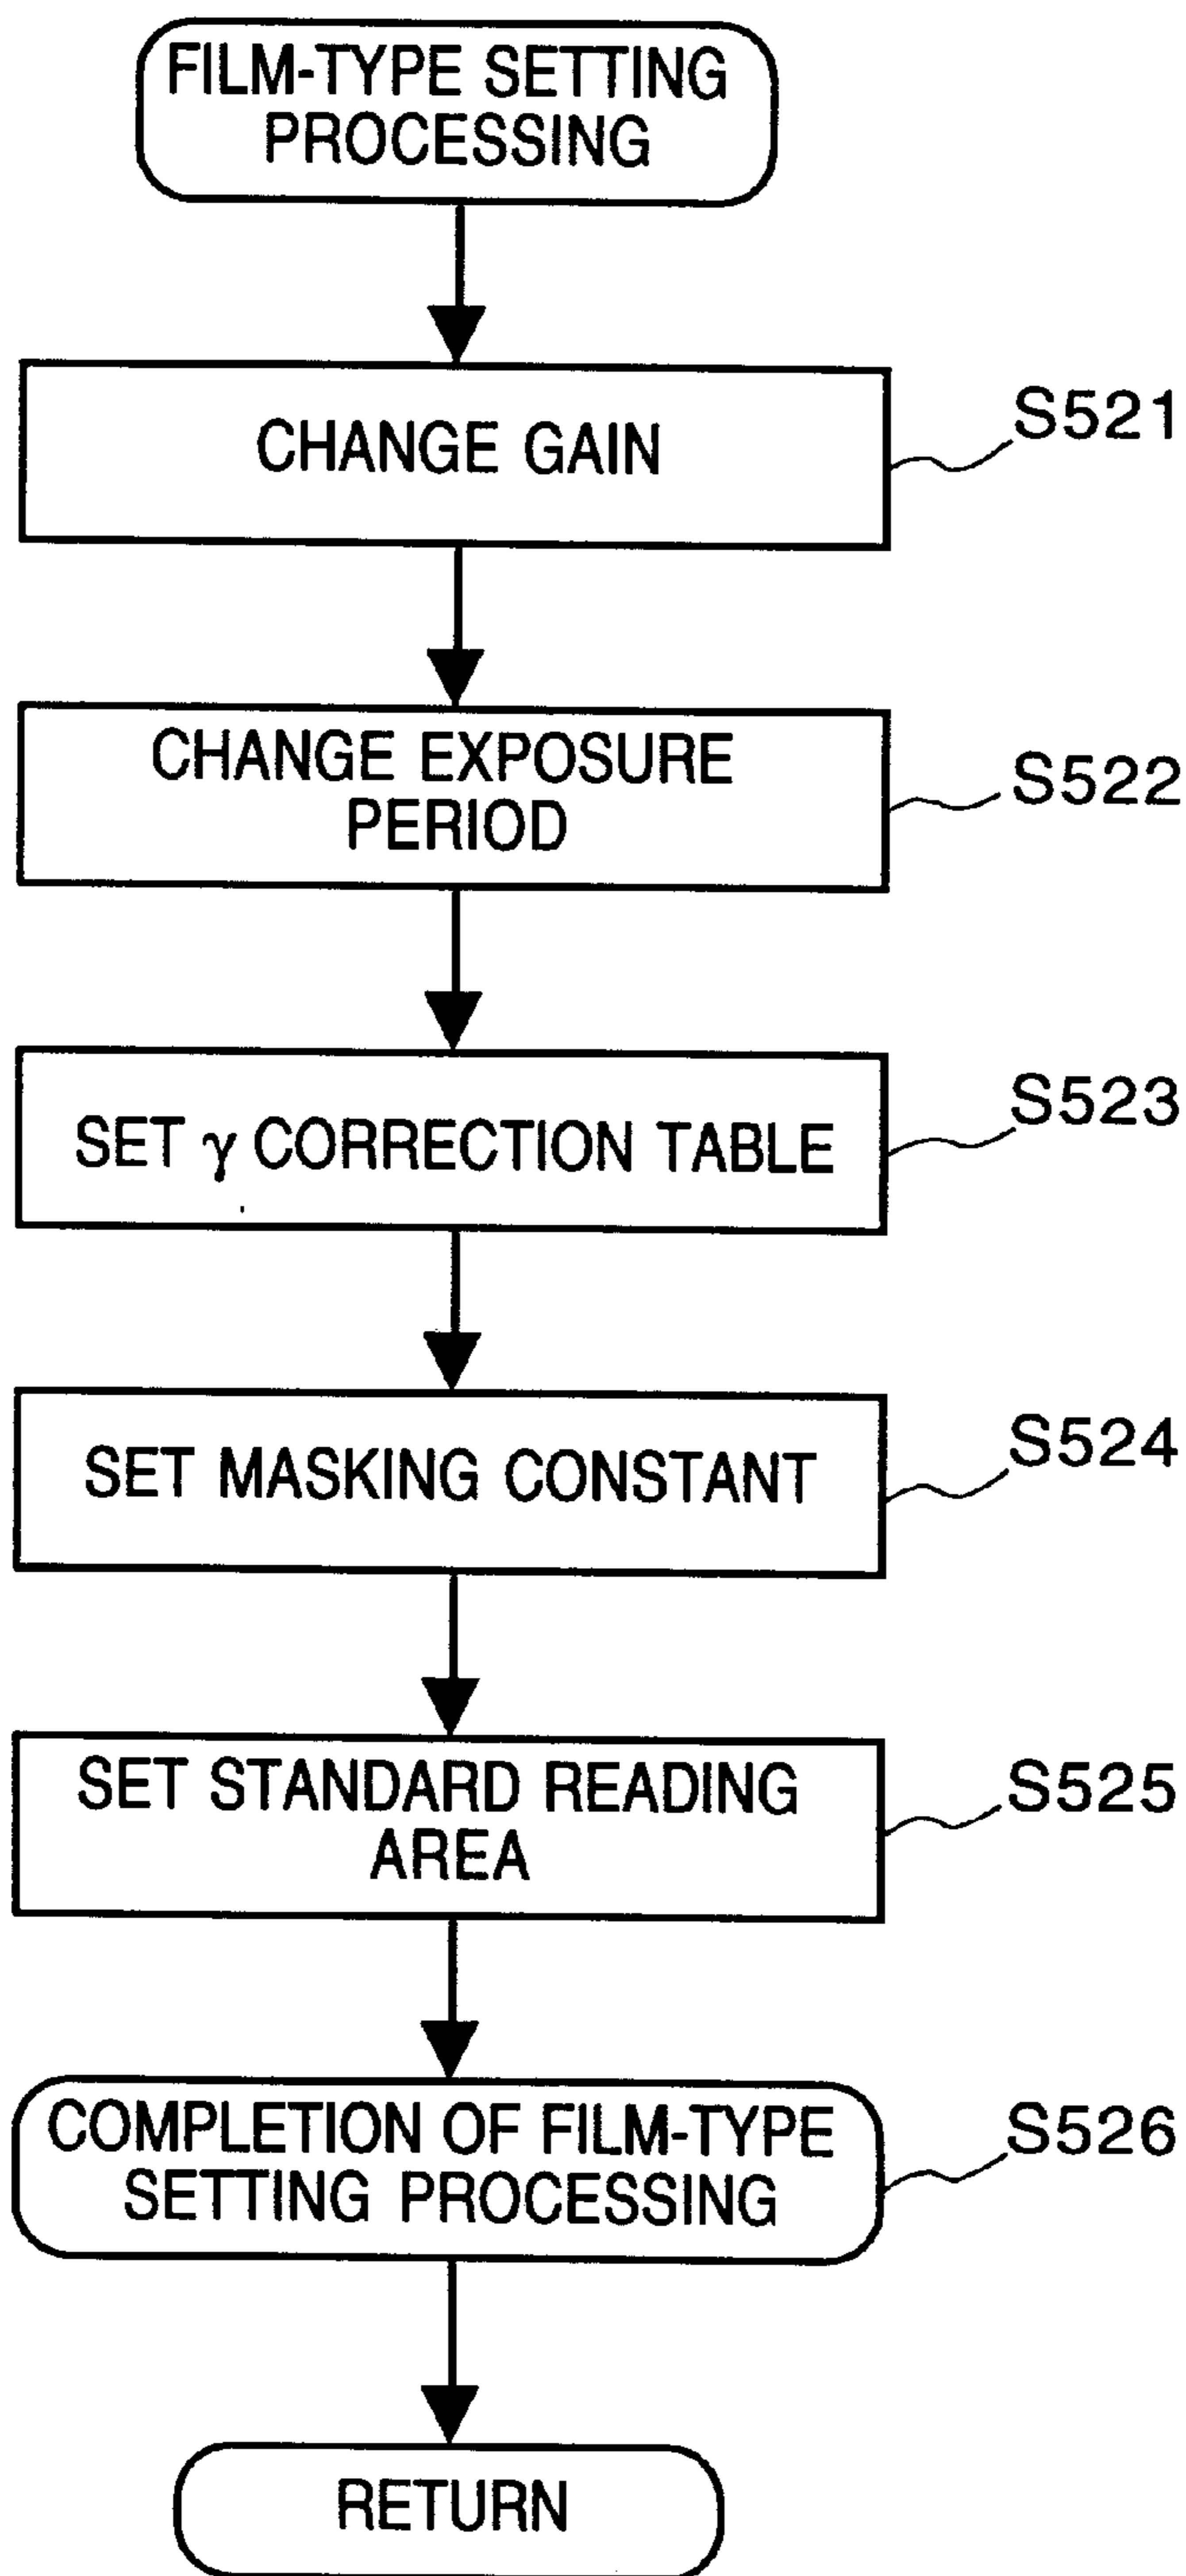 FILM-TYPE SETTING
PROCESSING
CHANGE GAIN
S521
CHANGE EXPOSURE
PERIOD
S522
SET γ CORRECTION TABLE
S523
SET MASKING CONSTANT
S524
SET STANDARD READING
AREA
S525
COMPLETION OF FILM-TYPE
SETTING PROCESSING
S526
RETURN